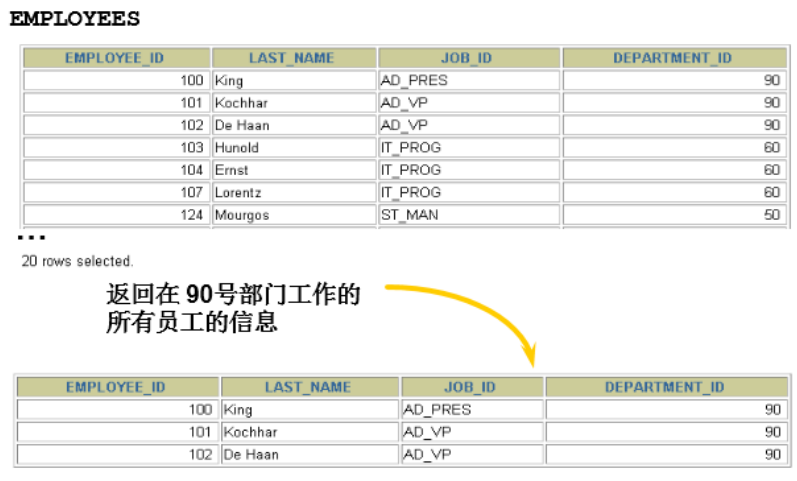 EMPLOYEES
EMPLOYEE_ID LAST_NAME JOB_ID DEPARTMENT_ID
100 King AD_PRES 90
101 Kochhar AD_VP 90
102 De Haan AD_VP 90
103 Hunold IT_PROG 60
104 Ernst IT_PROG 60
107 Lorentz IT_PROG 60
124 Mourgos ST_MAN 50
...
20 rows selected.
返回在 90号部门工作的
所有员工的信息
EMPLOYEE_ID LAST_NAME JOB_ID DEPARTMENT_ID
100 King AD_PRES 90
101 Kochhar AD_VP 90
102 De Haan AD_VP 90